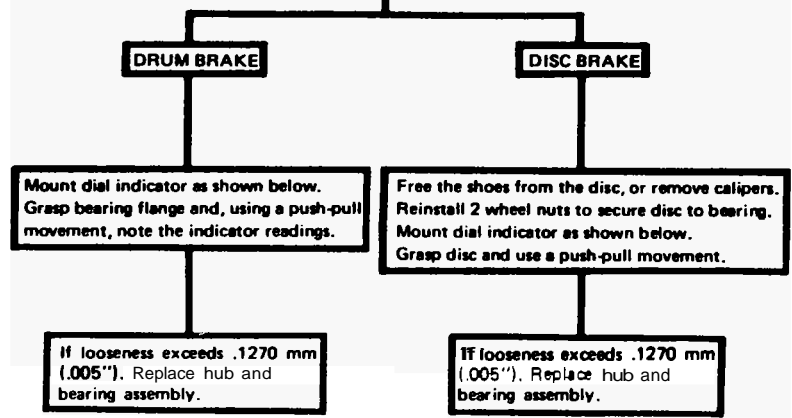 DRUM BRAKE
DISC BRAKE
Mount dial indicator as shown below.
Grasp bearing flange and, using a push-pull
movement, note the indicator readings.
Free the shoes from the disc, or remove calipers.
Reinstall 2 wheel nuts to secure disc to bearing.
Mount dial indicator as shown below.
Grasp disc and use a push-pull movement.
If looseness exceeds .1270 mm
(.005"). Replace hub and
bearing assembly.
If looseness exceeds .1270 mm
(.005"). Replace hub and
bearing assembly.